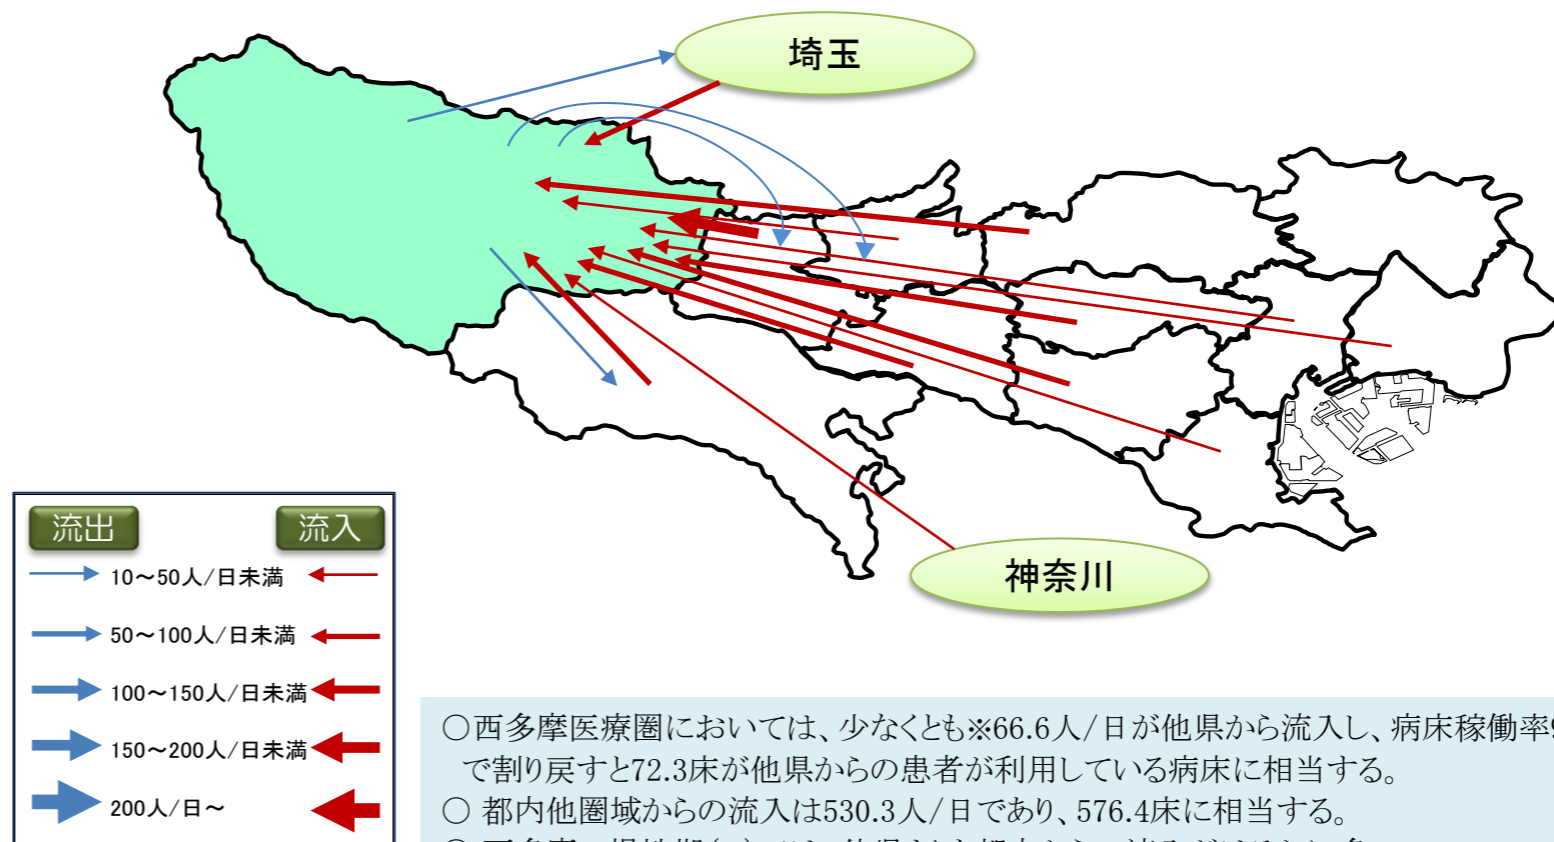 埼玉
神奈川
流出 流入
10～50人/日未満
50～100人/日未満
100～150人/日未満
150～200人/日未満
200人/日～
○西多摩医療圏においては、少なくとも※66.6人/日が他県から流入し、病床稼働率
で割り戻すと72.3床が他県からの患者が利用している病床に相当する。
○ 都内他圏域からの流入は530.3人/日であり、576.4床に相当する。